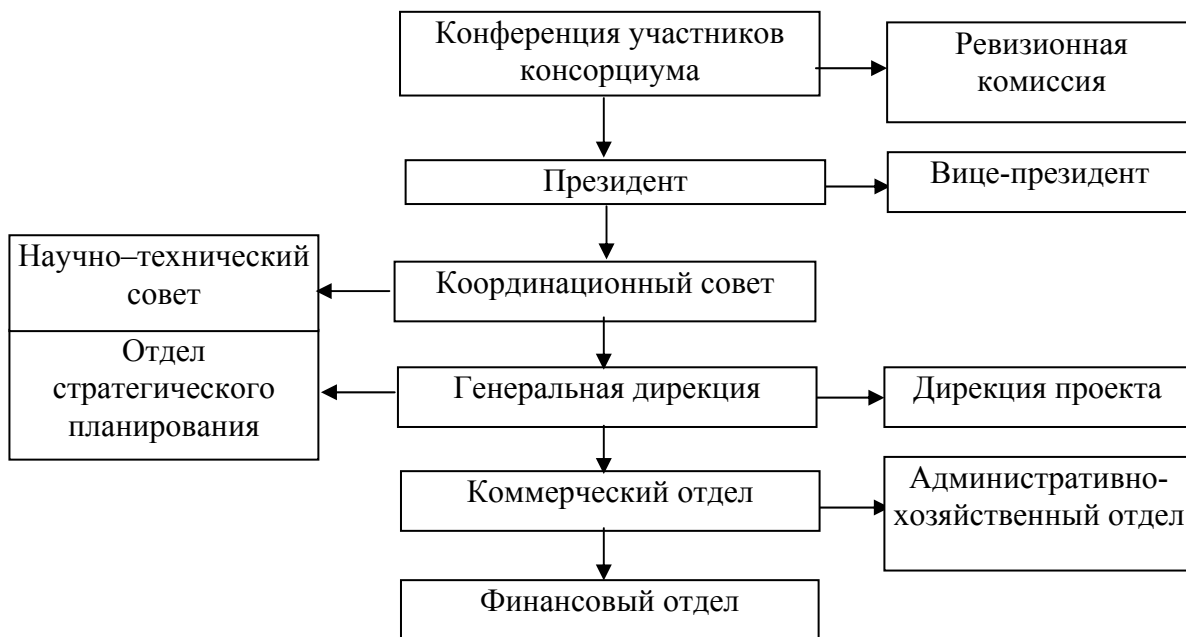 Конференция участников
консорциума
Ревизионная
комиссия
Президент
Вице-президент
Научно–технический
совет
Координационный совет
Отдел
стратегического
планирования
Генеральная дирекция
Дирекция проекта
Коммерческий отдел
Административно-
хозяйственный отдел
Финансовый отдел